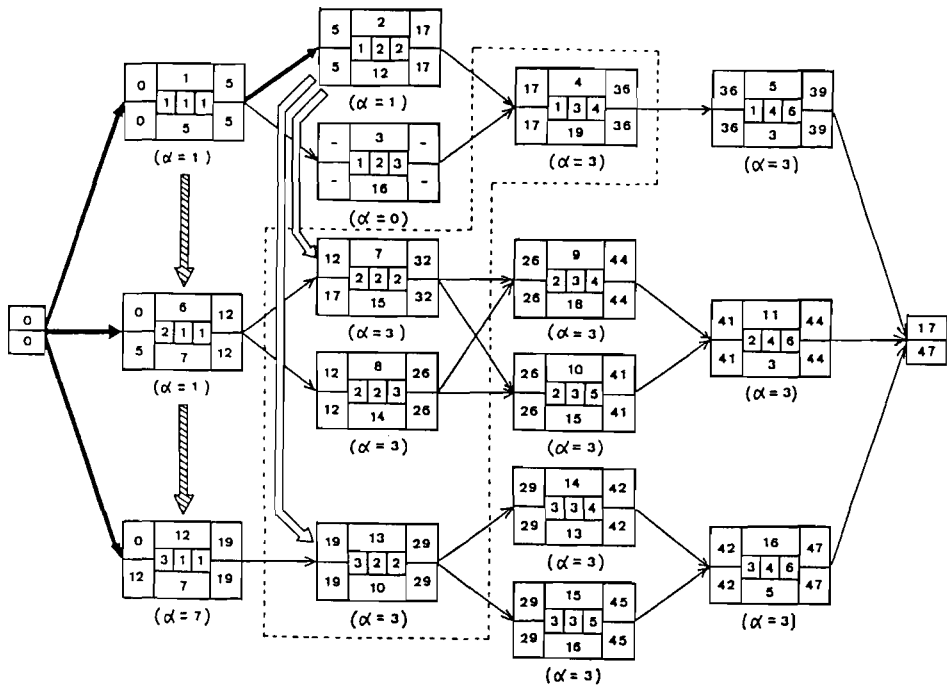 0
0
0 1 5
1 1 1
0 5 5
(α = 1)
5 2 17
1 2 2
5 12 17
(α = 1)
- 3 -
1 2 3
- 16 -
(α = 0)
17 4 36
1 3 4
17 19 36
(α = 3)
36 5 39
1 4 6
36 3 39
(α = 3)
0 6 12
2 1 1
5 7 12
(α = 1)
12 7 32
2 2 2
17 15 32
(α = 3)
12 8 26
2 2 3
12 14 26
(α = 3)
26 9 44
2 3 4
26 18 44
(α = 3)
26 10 41
2 3 5
26 15 41
(α = 3)
41 11 44
2 4 6
41 3 44
(α = 3)
17
47
0 12 19
3 1 1
12 7 19
(α = 7)
19 13 29
3 2 2
19 10 29
(α = 3)
29 14 42
3 3 4
29 13 42
(α = 3)
29 15 45
3 3 5
29 16 45
(α = 3)
42 16 47
3 4 6
42 5 47
(α = 3)